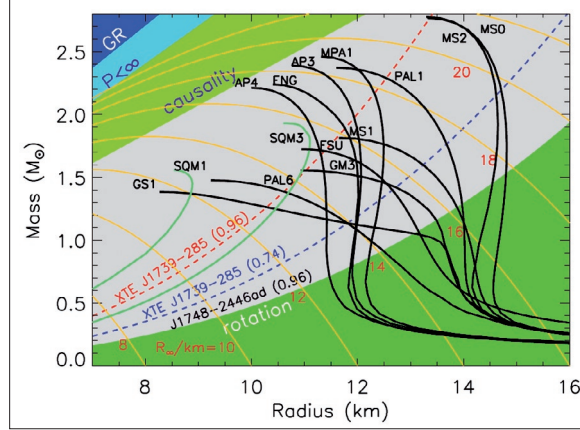 GR
P<∞
causality
MPA1
AP3
ENG
AP4
MS0
MS2
PAL1
20
SQM3
FSU
MS1
GM3
18
SQM1
GS1
PAL6
16
14
12
XTE J1739-285 (0.96)
XTE J1739-285 (0.74)
J1748-2446ad (0.96)
rotation
8
R∞/km=10
Mass (M⊙)
2.5
2.0
1.5
1.0
0.5
0.0
8
10
12
14
16
Radius (km)